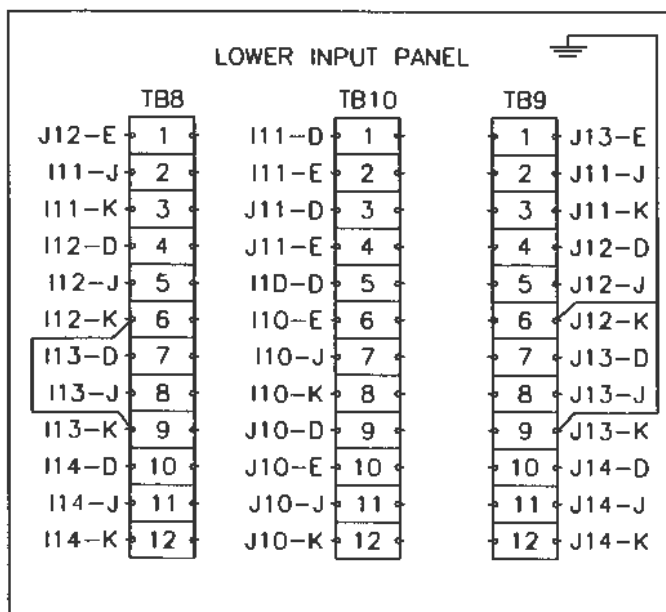 LOWER INPUT PANEL
TB8 TB10 TB9
J12-E 1 I11-D 1 1 J13-E
I11-J 2 I11-E 2 2 J11-J
I11-K 3 J11-D 3 3 J11-K
I12-D 4 J11-E 4 4 J12-D
I12-J 5 I1D-D 5 5 J12-J
I12-K 6 I10-E 6 6 J12-K
I13-D 7 I10-J 7 7 J13-D
I13-J 8 I10-K 8 8 J13-J
I13-K 9 J10-D 9 9 J13-K
I14-D 10 J10-E 10 10 J14-D
I14-J 11 J10-J 11 11 J14-J
I14-K 12 J10-K 12 12 J14-K